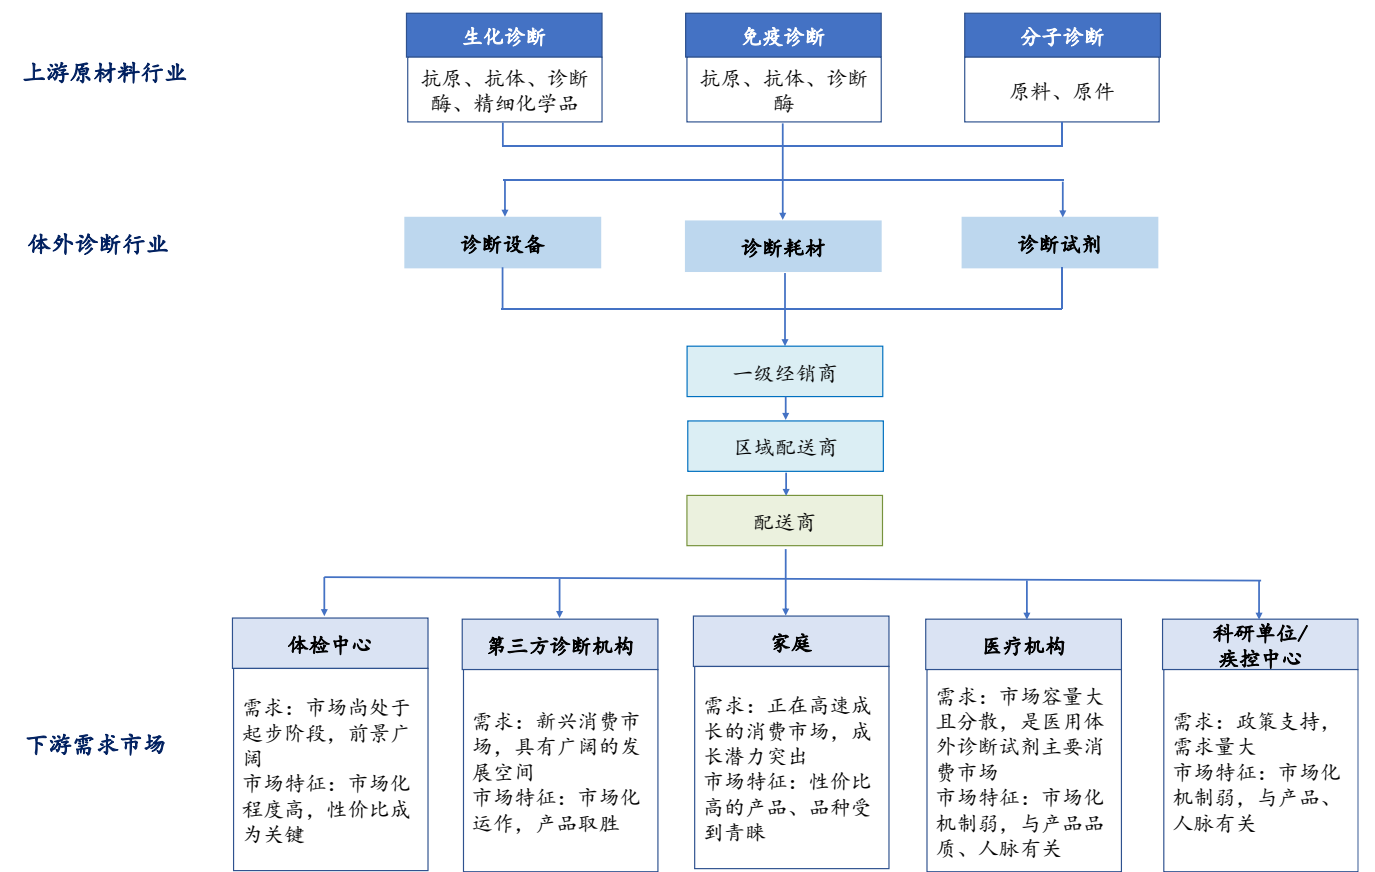 上游原材料行业
生化诊断
抗原、抗体、诊断
酶、精细化学品
免疫诊断
抗原、抗体、诊断
酶
分子诊断
原料、原件
体外诊断行业
诊断设备
诊断耗材
诊断试剂
一级经销商
区域配送商
配送商
下游需求市场
体检中心
需求：市场尚处于
起步阶段，前景广
阔
市场特征：市场化
程度高，性价比成
为关键
第三方诊断机构
需求：新兴消费市
场，具有广阔的发
展空间
市场特征：市场化
运作，产品取胜
家庭
需求：正在高速成
长的消费市场，成
长潜力突出
市场特征：性价比
高的产品、品种受
到青睐
医疗机构
需求：市场容量大
且分散，是医用体
外诊断试剂主要消
费市场
市场特征：市场化
机制弱，与产品品
质、人脉有关
科研单位/
疾控中心
需求：政策支持，
需求量大
市场特征：市场化
机制弱，与产品、
人脉有关